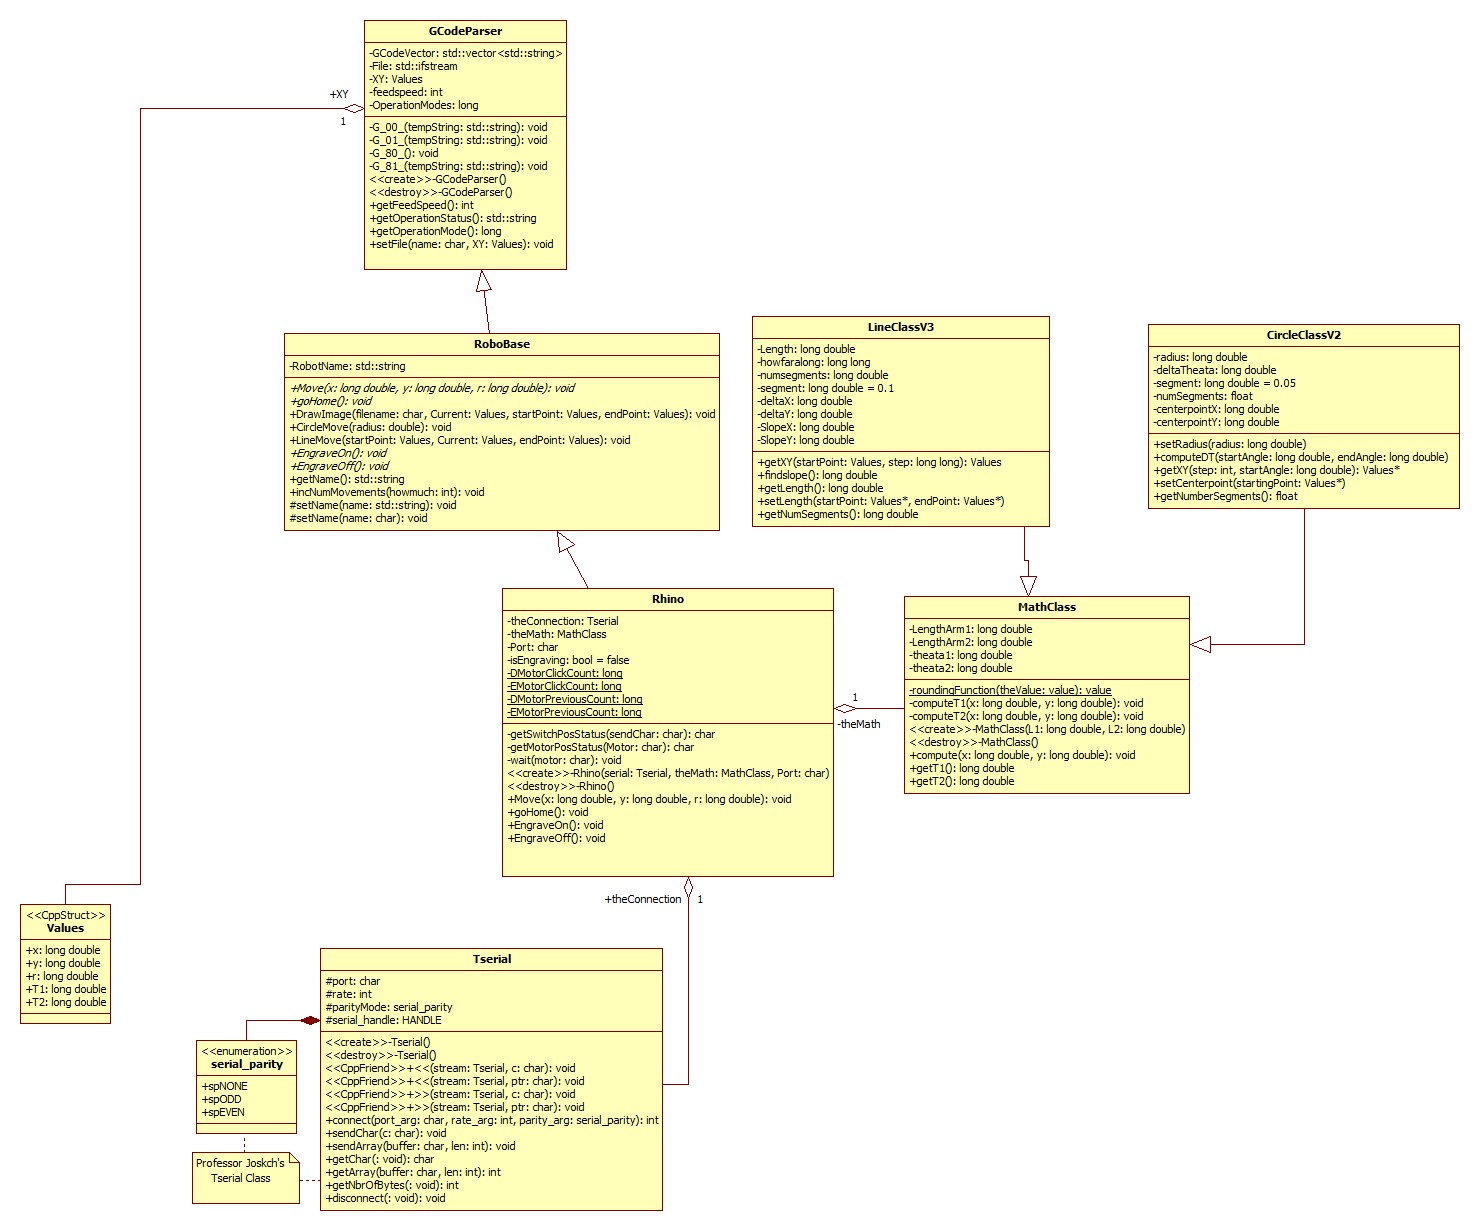 GCodeParser
-GCodeVector: std::vector<std::string>
-File: std::ifstream
-XY: Values
-feedspeed: int
-OperationModes: long
-G_00_(tempString: std::string): void
-G_01_(tempString: std::string): void
-G_80_(): void
-G_81_(tempString: std::string): void
<<create>>-GCodeParser()
<<destroy>>-GCodeParser()
+getFeedSpeed(): int
+getOperationStatus(): std::string
+getOperationMode(): long
+setFile(name: char, XY: Values): void
+XY
1
RoboBase
-RobotName: std::string
+Move(x: long double, y: long double, r: long double): void
+goHome(): void
+DrawImage(filename: char, Current: Values, startPoint: Values, endPoint: Values): void
+CircleMove(radius: double): void
+LineMove(startPoint: Values, Current: Values, endPoint: Values): void
+EngraveOn(): void
+EngraveOff(): void
+getName(): std::string
+incNumMovements(howmuch: int): void
#setName(name: std::string): void
#setName(name: char): void
LineClassV3
-Length: long double
-howfaralong: long long
-numsegments: long double
-segment: long double = 0.1
-deltaX: long double
-deltaY: long double
-SlopeX: long double
-SlopeY: long double
+getXY(startPoint: Values, step: long long): Values
+findslope(): long double
+getLength(): long double
+setLength(startPoint: Values*, endPoint: Values*)
+getNumSegments(): long double
CircleClassV2
-radius: long double
-deltaTheata: long double
-segment: long double = 0.05
-numSegments: float
-centerpointX: long double
-centerpointY: long double
+setRadius(radius: long double)
+computeDT(startAngle: long double, endAngle: long double)
+getXY(step: int, startAngle: long double): Values*
+setCenterpoint(startingPoint: Values*)
+getNumberSegments(): float
Rhino
-theConnection: Tserial
-theMath: MathClass
-Port: char
-isEngraving: bool = false
-DMotorClickCount: long
-EMotorClickCount: long
-DMotorPreviousCount: long
-EMotorPreviousCount: long
-getSwitchPosStatus(sendChar: char): char
-getMotorPosStatus(Motor: char): char
-wait(motor: char): void
<<create>>-Rhino(serial: Tserial, theMath: MathClass, Port: char)
<<destroy>>-Rhino()
+Move(x: long double, y: long double, r: long double): void
+goHome(): void
+EngraveOn(): void
+EngraveOff(): void
1
-theMath
MathClass
-LengthArm1: long double
-LengthArm2: long double
-theata1: long double
-theata2: long double
-roundingFunction(theValue: value): value
-computeT1(x: long double, y: long double): void
-computeT2(x: long double, y: long double): void
<<create>>-MathClass(L1: long double, L2: long double)
<<destroy>>-MathClass()
+compute(x: long double, y: long double): void
+getT1(): long double
+getT2(): long double
+theConnection
1
<<CppStruct>>
Values
+x: long double
+y: long double
+r: long double
+T1: long double
+T2: long double
Tserial
#port: char
#rate: int
#parityMode: serial_parity
#serial_handle: HANDLE
<<create>>-Tserial()
<<destroy>>-Tserial()
<<CppFriend>>+<<(stream: Tserial, c: char): void
<<CppFriend>>+<<(stream: Tserial, ptr: char): void
<<CppFriend>>+>>(stream: Tserial, c: char): void
<<CppFriend>>+>>(stream: Tserial, ptr: char): void
+connect(port_arg: char, rate_arg: int, parity_arg: serial_parity): int
+sendChar(c: char): void
+sendArray(buffer: char, len: int): void
+getChar(: void): char
+getArray(buffer: char, len: int): int
+getNbrOfBytes(: void): int
+disconnect(: void): void
<<enumeration>>
serial_parity
+spNONE
+spODD
+spEVEN
Professor Joskch's
Tserial Class